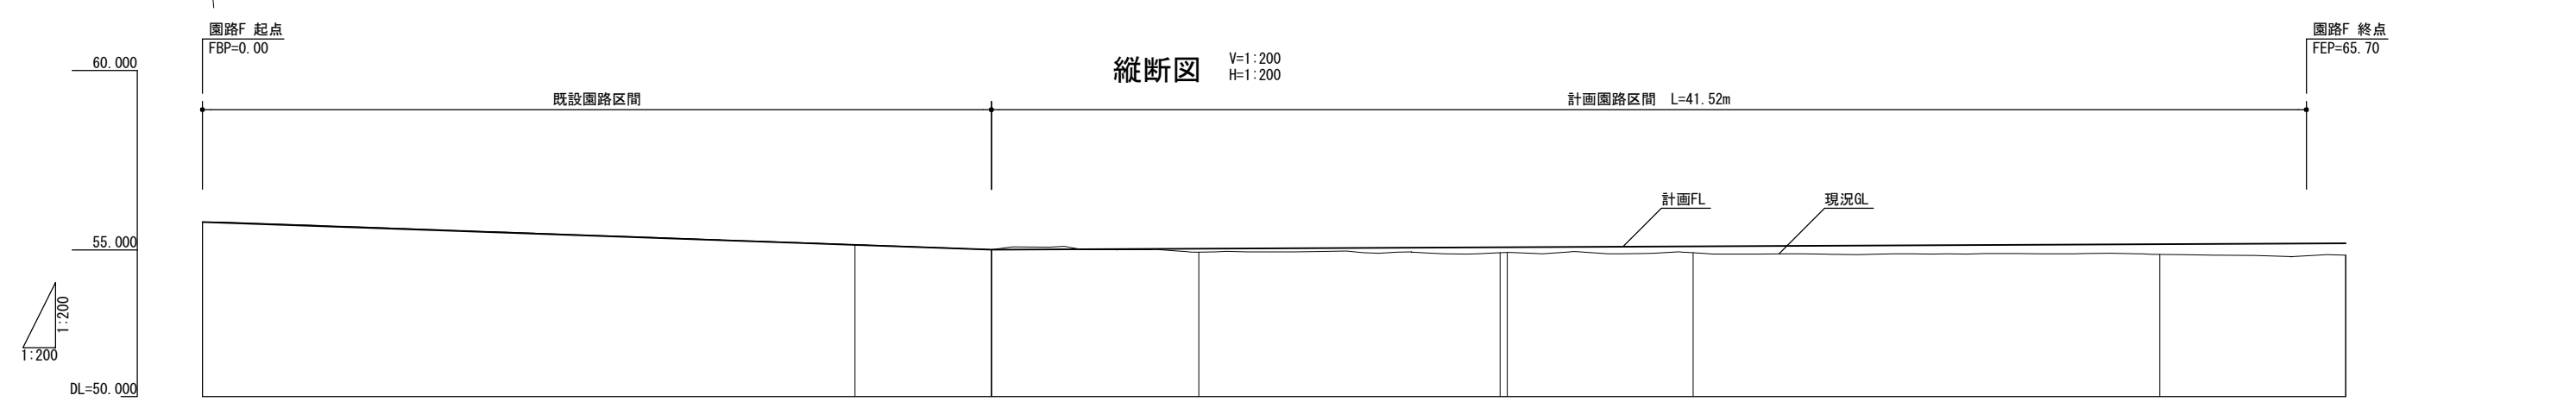 園路F 起点
FBP=0.00
園路F 終点
FEP=65.70
縦断図
V=1:200
H=1:200
60.000
既設園路区間
計画園路区間 L=41.52m
計画FL
現況GL
55.000
1:200
1:200
DL=50.000